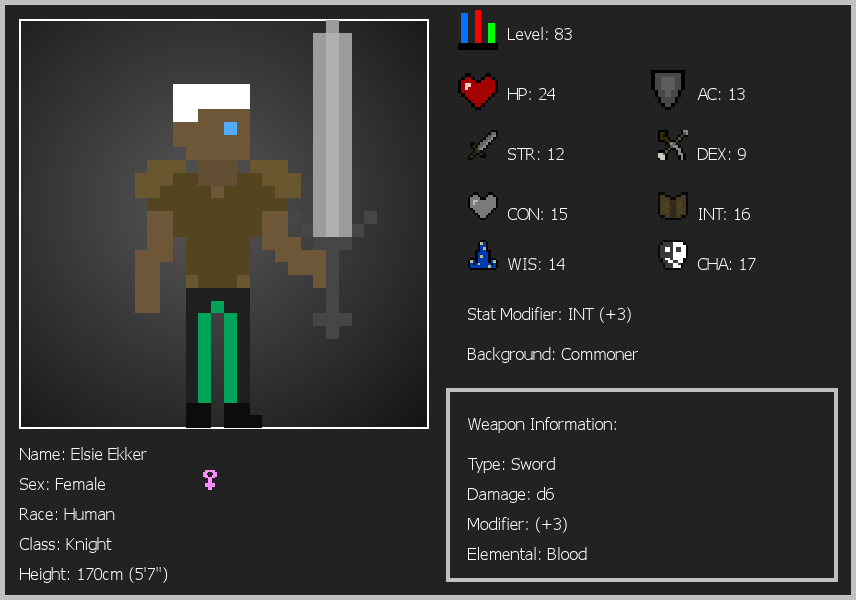 Level: 83
HP: 24
AC: 13
STR: 12
DEX: 9
CON: 15
INT: 16
WIS: 14
CHA: 17
Stat Modifier: INT (+3)
Background: Commoner
Weapon Information:
Type: Sword
Damage: d6
Modifier: (+3)
Elemental: Blood
Name: Elsie Ekker
Sex: Female
Race: Human
Class: Knight
Height: 170cm (5'7")